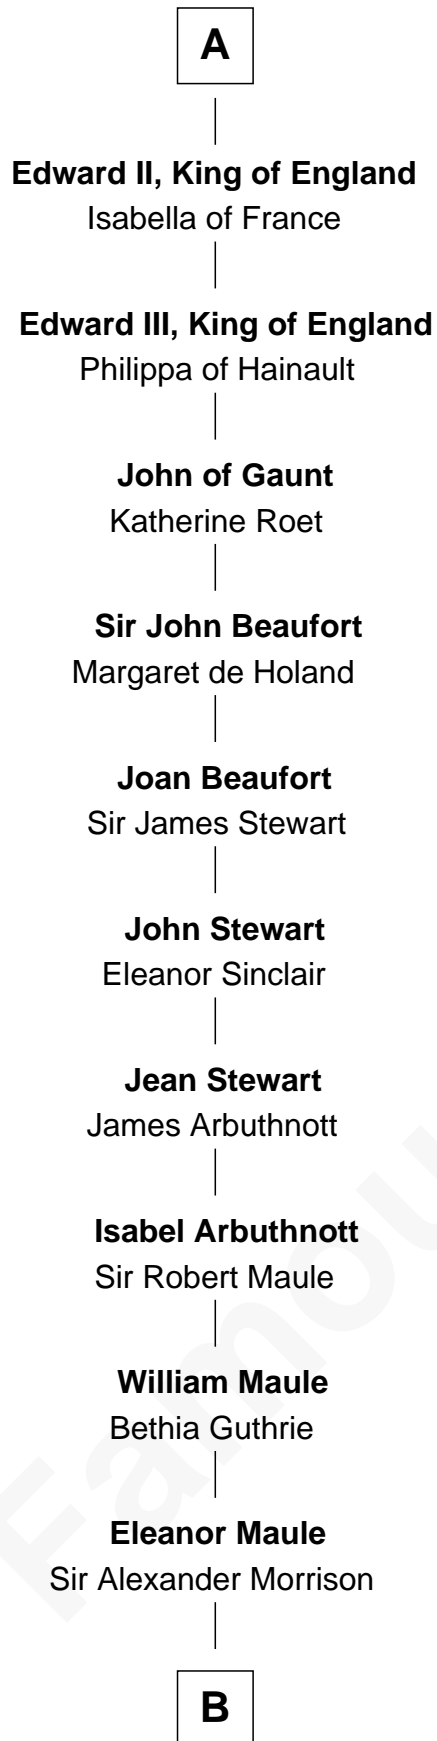 A
Edward II, King of England
Isabella of France
Edward III, King of England
Philippa of Hainault
John of Gaunt
Katherine Roet
Sir John Beaufort
Margaret de Holand
Joan Beaufort
Sir James Stewart
John Stewart
Eleanor Sinclair
Jean Stewart
James Arbuthnott
Isabel Arbuthnott
Sir Robert Maule
William Maule
Bethia Guthrie
Eleanor Maule
Sir Alexander Morrison
B